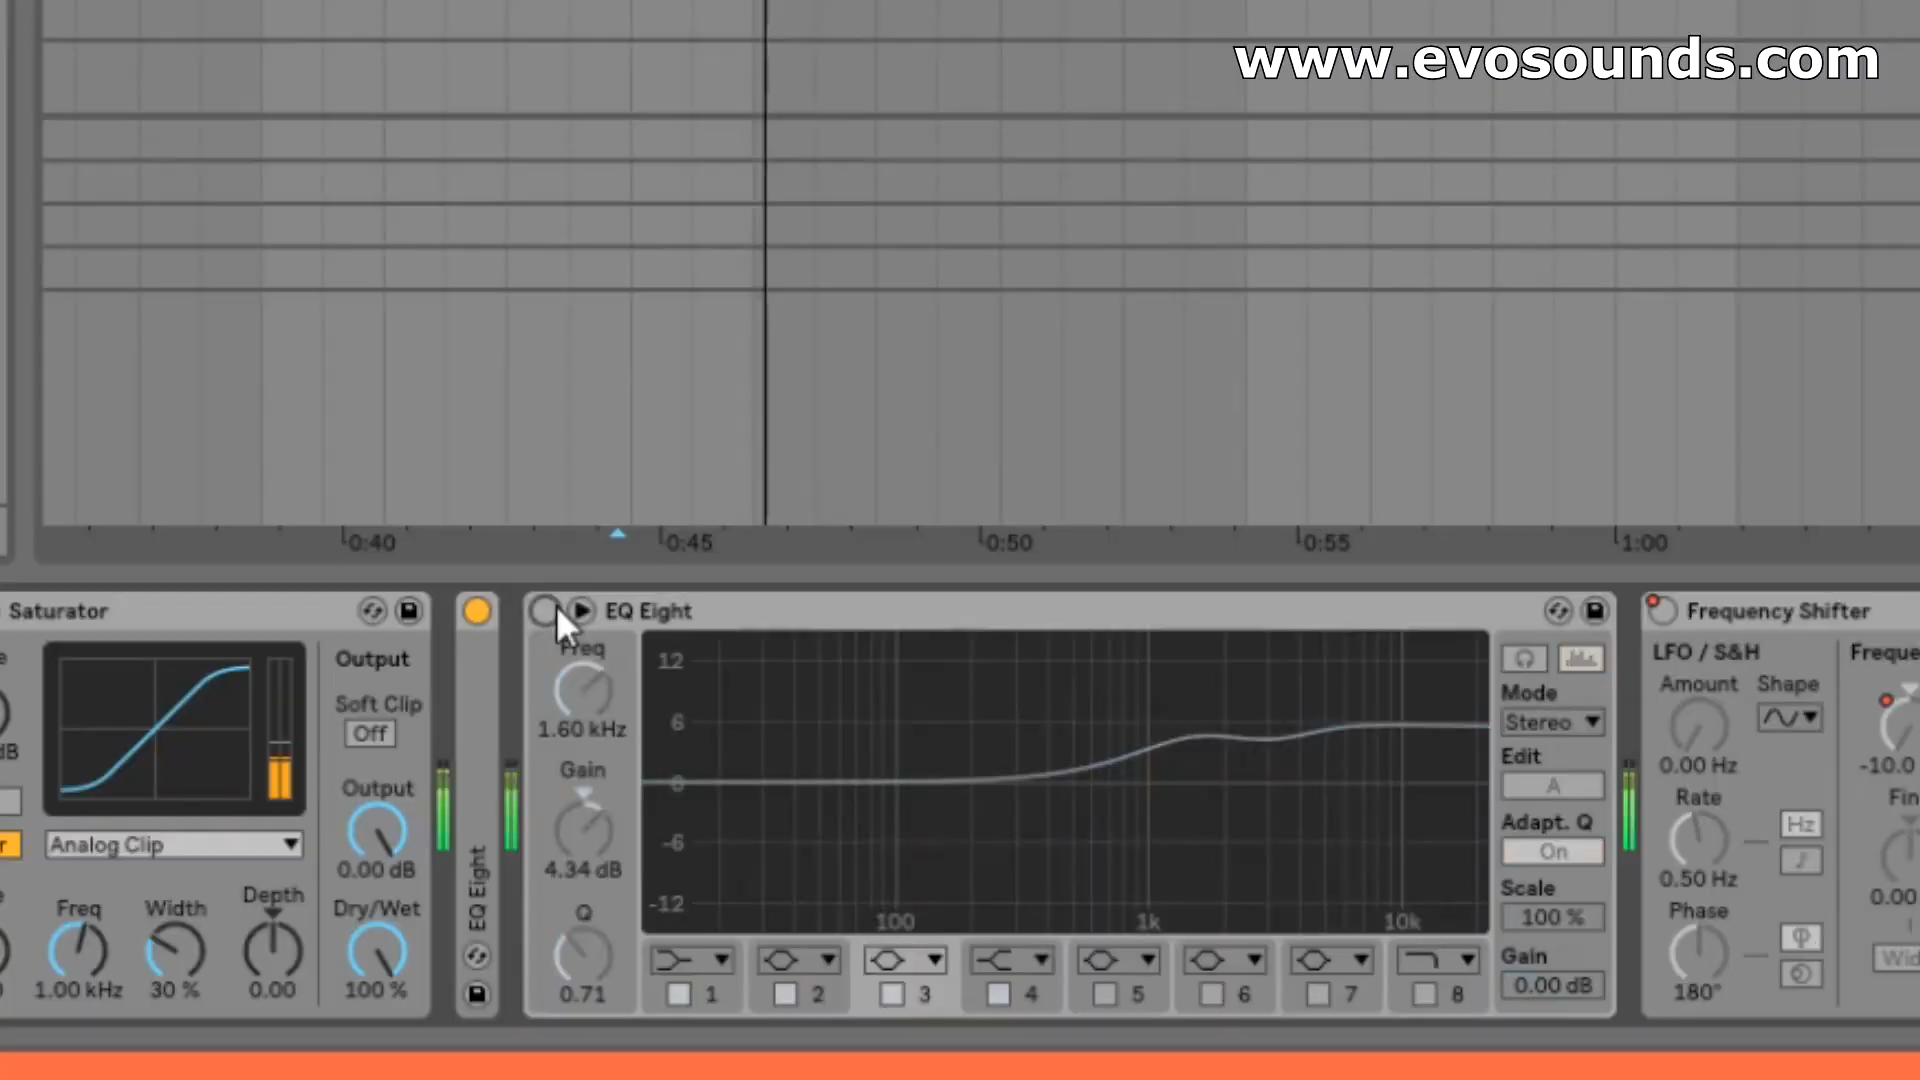 www.evosounds.com
0:40
0:45
0:50
0:55
1:00
Saturator
Output
Soft Clip
Off
Output
0.00 dB
Analog Clip
Freq
Width
Depth
Dry/Wet
1.00 kHz
30 %
0.00
100 %
EQ Eight
EQ Eight
Freq
1.60 kHz
Gain
4.34 dB
Q
0.71
12
6
0
-6
-12
100
1k
10k
1
2
3
4
5
6
7
8
Mode
Stereo
Edit
A
Adapt. Q
On
Scale
100 %
Gain
0.00 dB
Frequency Shifter
LFO / S&H
Freque
Amount
Shape
0.00 Hz
-10.0
Rate
Fin
Hz
0.50 Hz
0.00
Phase
Wid
180°